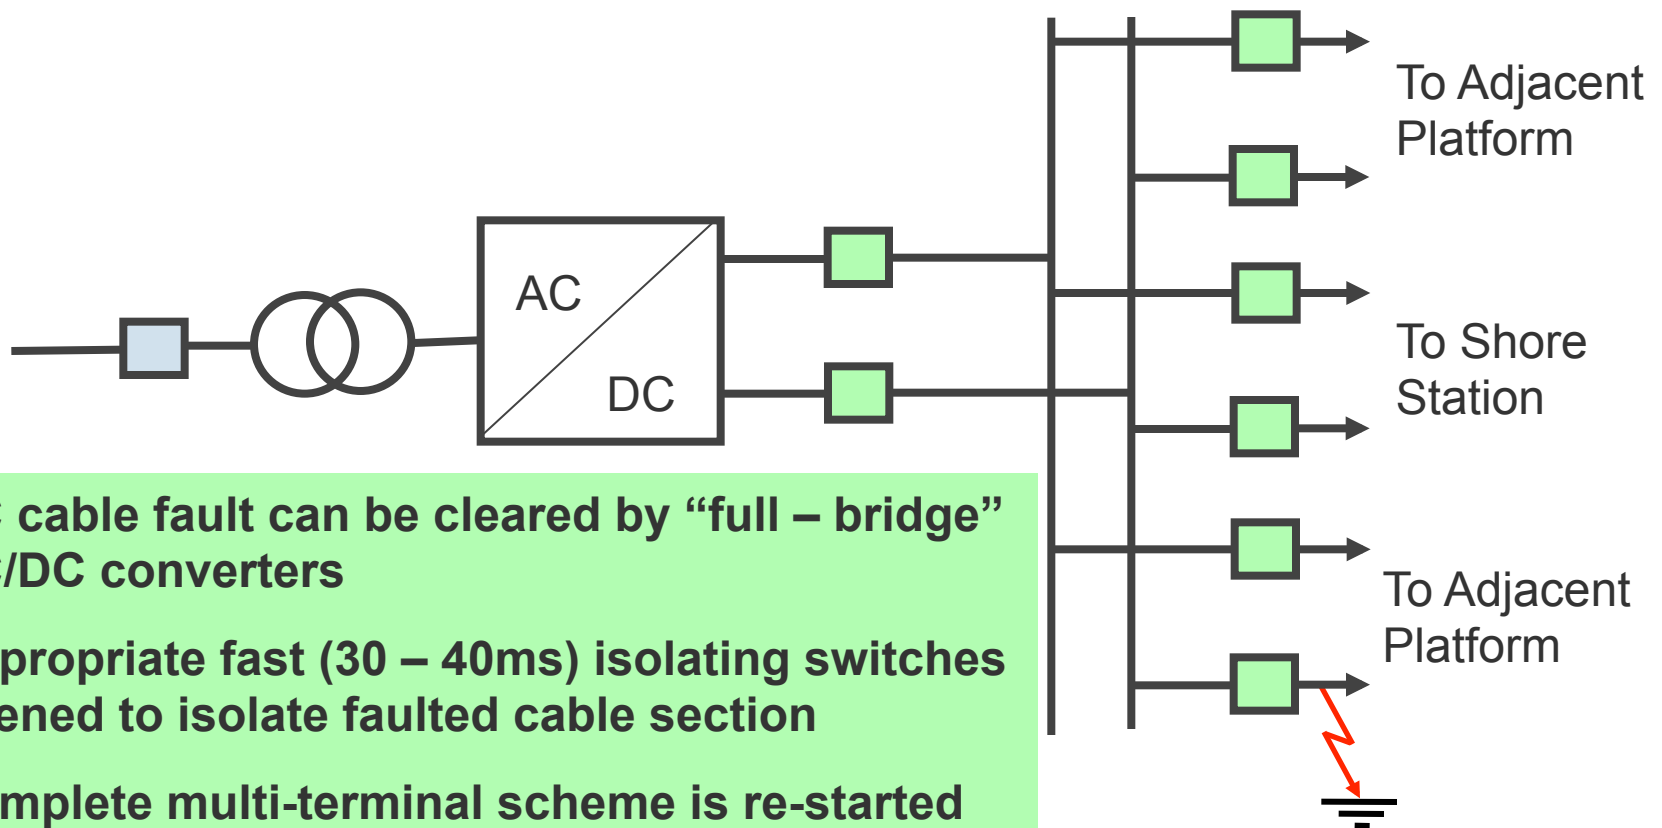 To Adjacent
Platform
AC
DC
To Shore
Station
To Adjacent
Platform
cable fault can be cleared by “full – bridge”
/DC converters
propriate fast (30 – 40ms) isolating switches
ened to isolate faulted cable section
mplete multi-terminal scheme is re-started